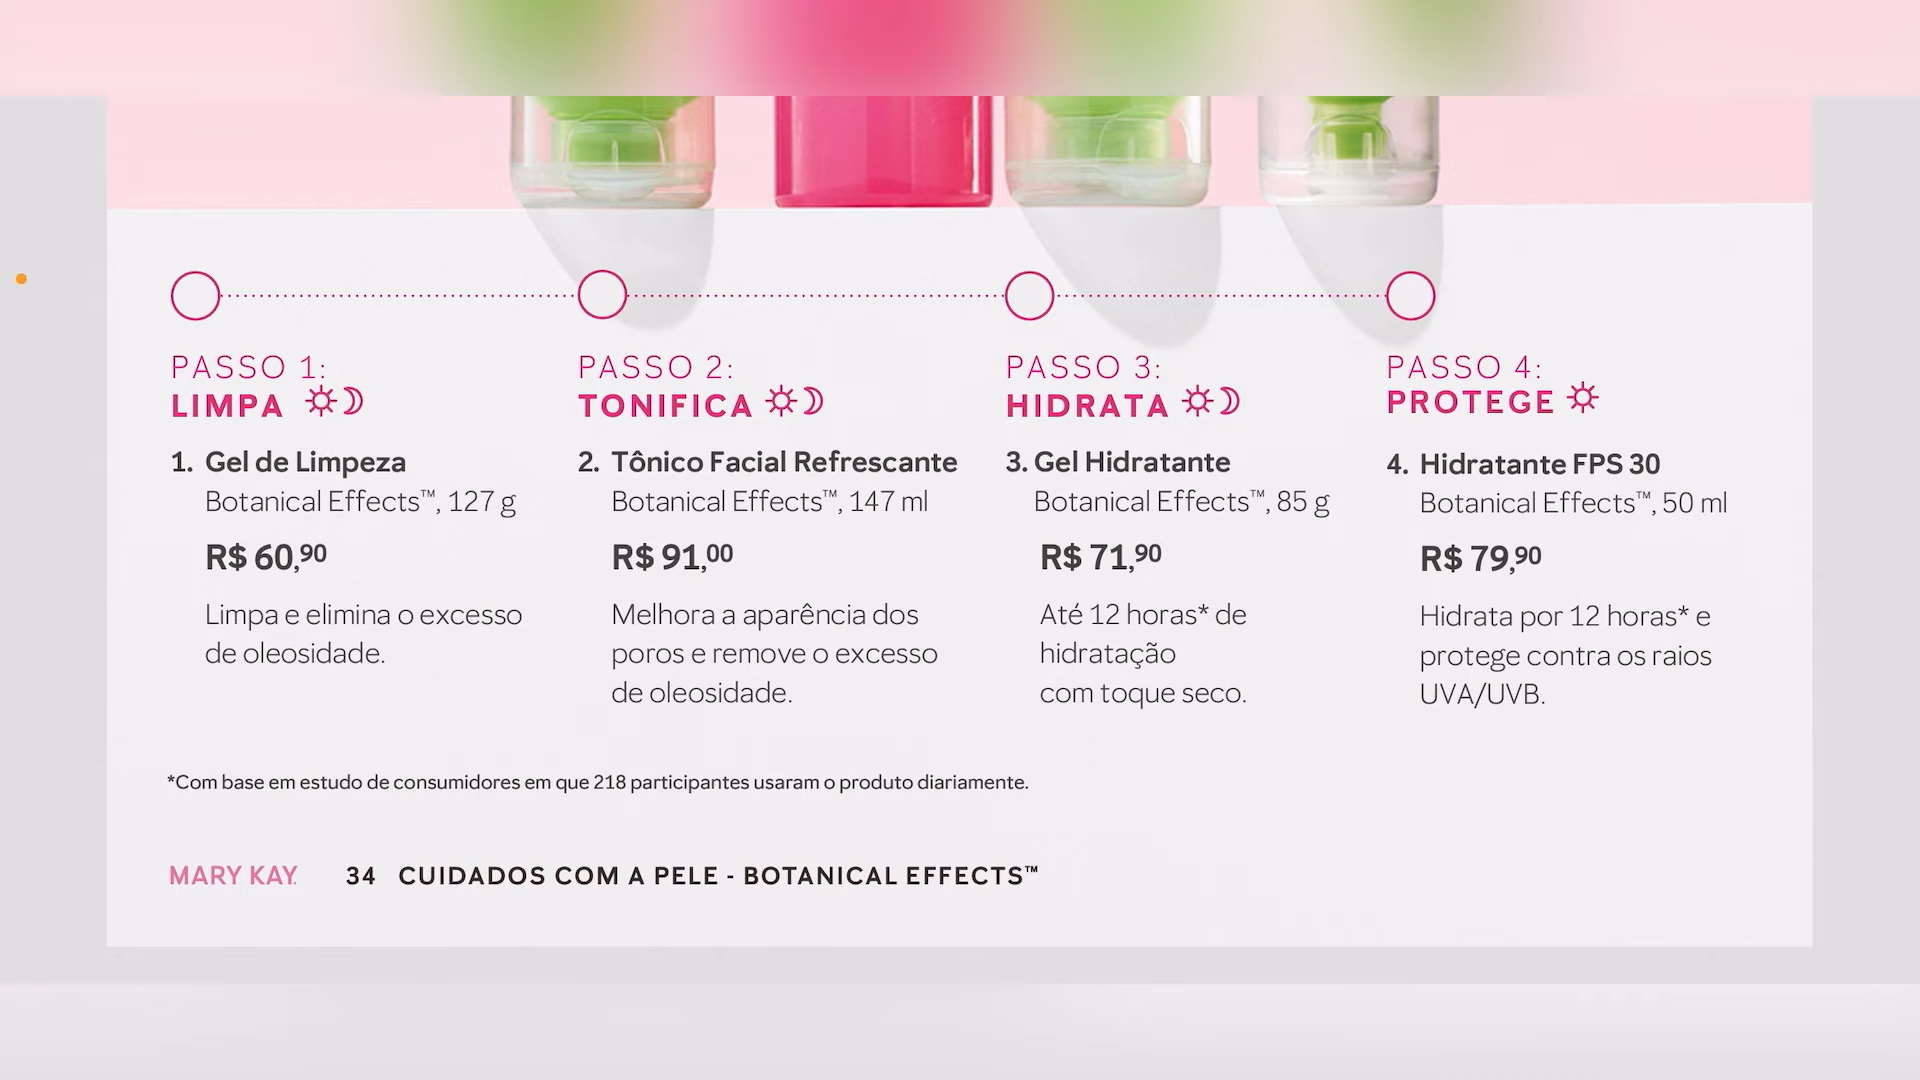 PASSO 1:
LIMPA
1. Gel de Limpeza
Botanical Effects™, 127 g
R$ 60,90
Limpa e elimina o excesso
de oleosidade.
PASSO 2:
TONIFICA
2. Tônico Facial Refrescante
Botanical Effects™, 147 ml
R$ 91,00
Melhora a aparência dos
poros e remove o excesso
de oleosidade.
PASSO 3:
HIDRATA
3. Gel Hidratante
Botanical Effects™, 85 g
R$ 71,90
Até 12 horas* de
hidratação
com toque seco.
PASSO 4:
PROTEGE
4. Hidratante FPS 30
Botanical Effects™, 50 ml
R$ 79,90
Hidrata por 12 horas* e
protege contra os raios
UVA/UVB.
*Com base em estudo de consumidores em que 218 participantes usaram o produto diariamente.
MARY KAY 34 CUIDADOS COM A PELE - BOTANICAL EFFECTS™